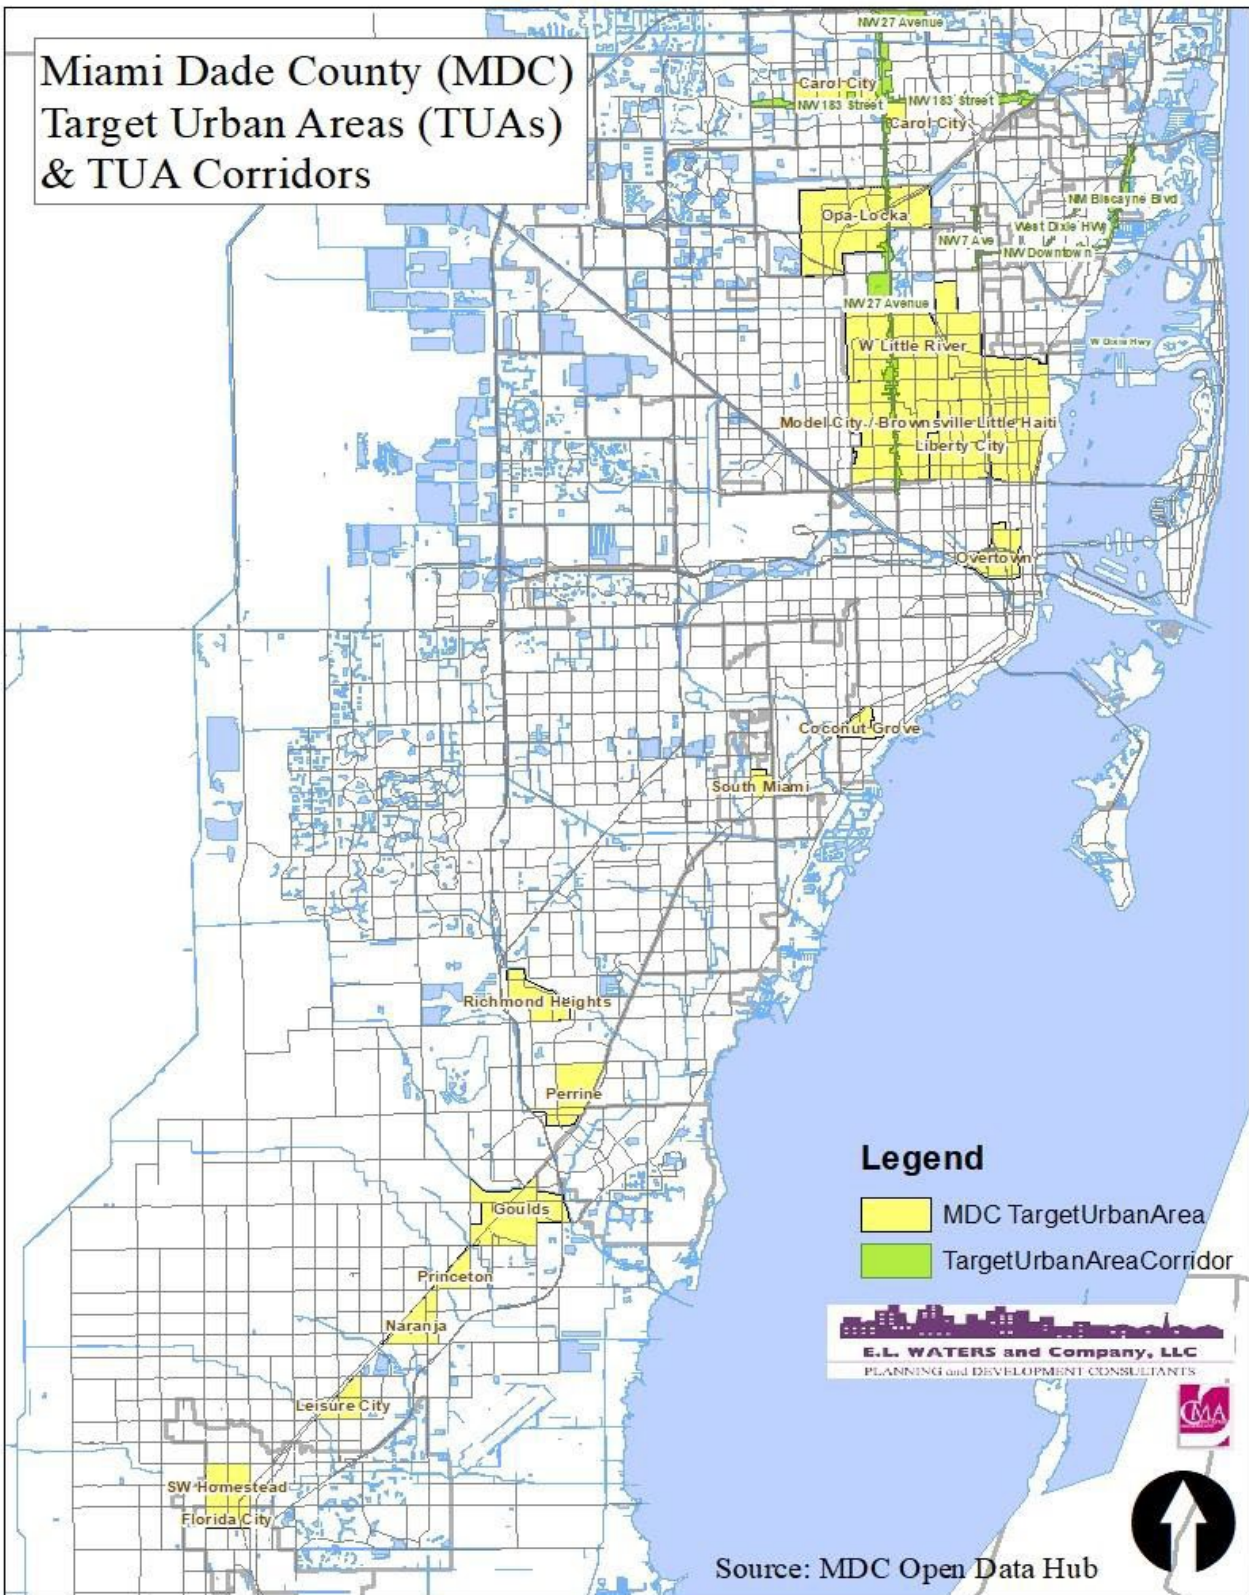 Miami Dade County (MDC)
Target Urban Areas (TUAs)
& TUA Corridors
NW 27 Avenue
Carol City
NW 183 Street
NW 183 Street
Carol City
NM Biscayne Blvd
Opa-Locka
West Dixie HWY
NW 7 Ave
NW Downtown
NW 27 Avenue
W Little River
W Dixie Hwy
Model City / Brownsville Little Haiti
Liberty City
Overtown
Coconut Grove
South Miami
Richmond Heights
Perrine
Goulds
Princeton
Naranja
Leisure City
SW Homestead
Florida City
Legend
MDC TargetUrbanArea
TargetUrbanAreaCorridor
E.L. WATERS and Company, LLC
PLANNING and DEVELOPMENT CONSULTANTS
CMA
Source: MDC Open Data Hub